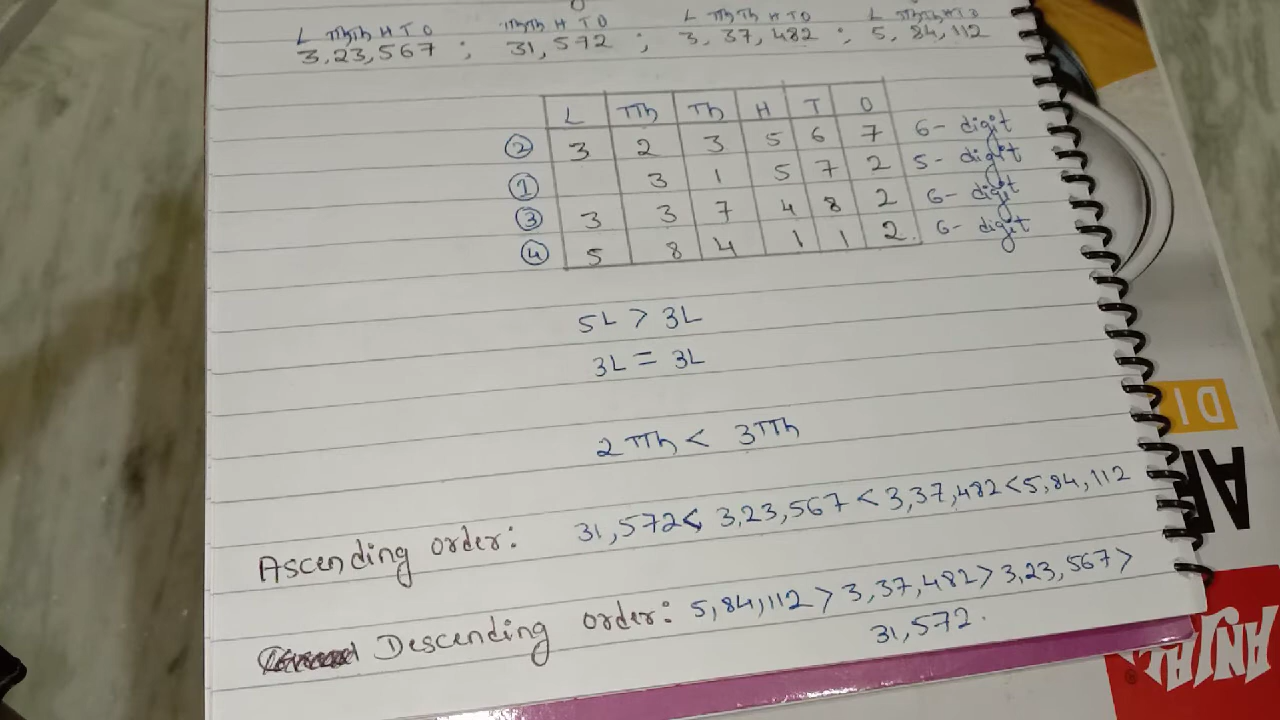 L TTh Th H T O TTh Th H T O L TTh Th H T O L TTh Th H T O
3,23,567 ; 31,572 ; 3,37,482 ; 5,84,112
L TTh Th H T O
② 3 2 3 5 6 7 6- digit
① 3 1 5 7 2 5- digit
③ 3 3 7 4 8 2 6- digit
④ 5 8 4 1 1 2 6- digit
5L > 3L
3L = 3L
2 TTh < 3TTh
Ascending order: 31,572 < 3,23,567 < 3,37,482 < 5,84,112
Descending order: 5,84,112 > 3,37,482 > 3,23,567 >
31,572.